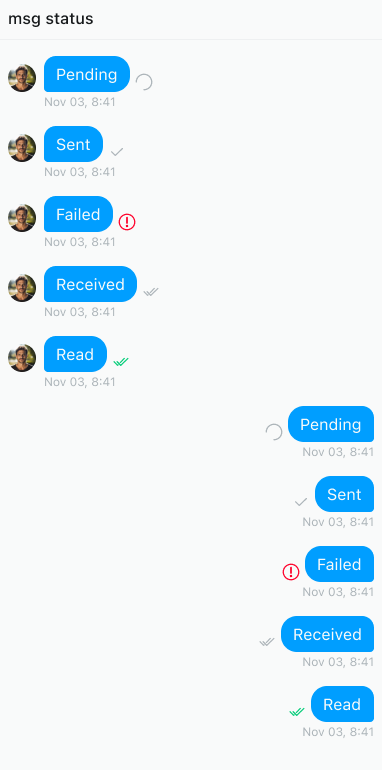 msg status
Pending
Nov 03, 8:41
Sent
Nov 03, 8:41
Failed
Nov 03, 8:41
Received
Nov 03, 8:41
Read
Nov 03, 8:41
Pending
Nov 03, 8:41
Sent
Nov 03, 8:41
Failed
Nov 03, 8:41
Received
Nov 03, 8:41
Read
Nov 03, 8:41